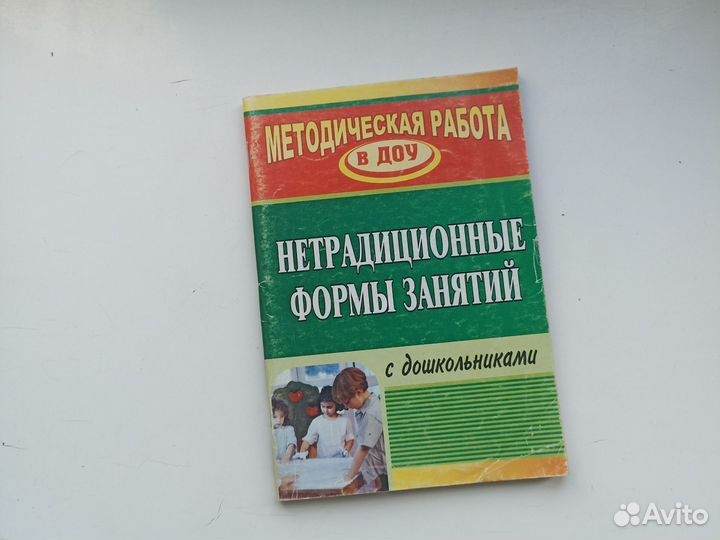 МЕТОДИЧЕСКАЯ РАБОТА
В ДОУ
НЕТРАДИЦИОННЫЕ
ФОРМЫ ЗАНЯТИЙ
с дошкольниками
Avito